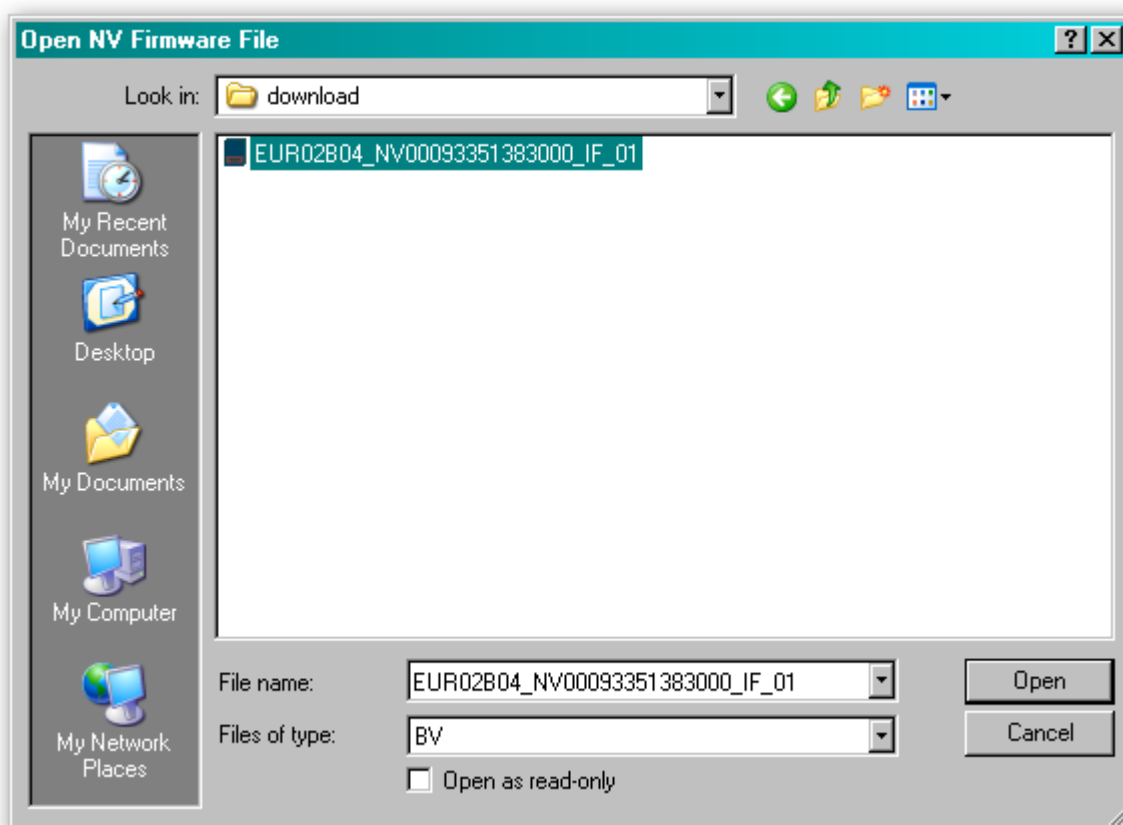 Open NV Firmware File
Look in: download
EUR02B04_NV00093351383000_IF_01
My Recent
Documents
Desktop
My Documents
My Computer
My Network
Places
File name: EUR02B04_NV00093351383000_IF_01 Open
Files of type: BV Cancel
Open as read-only